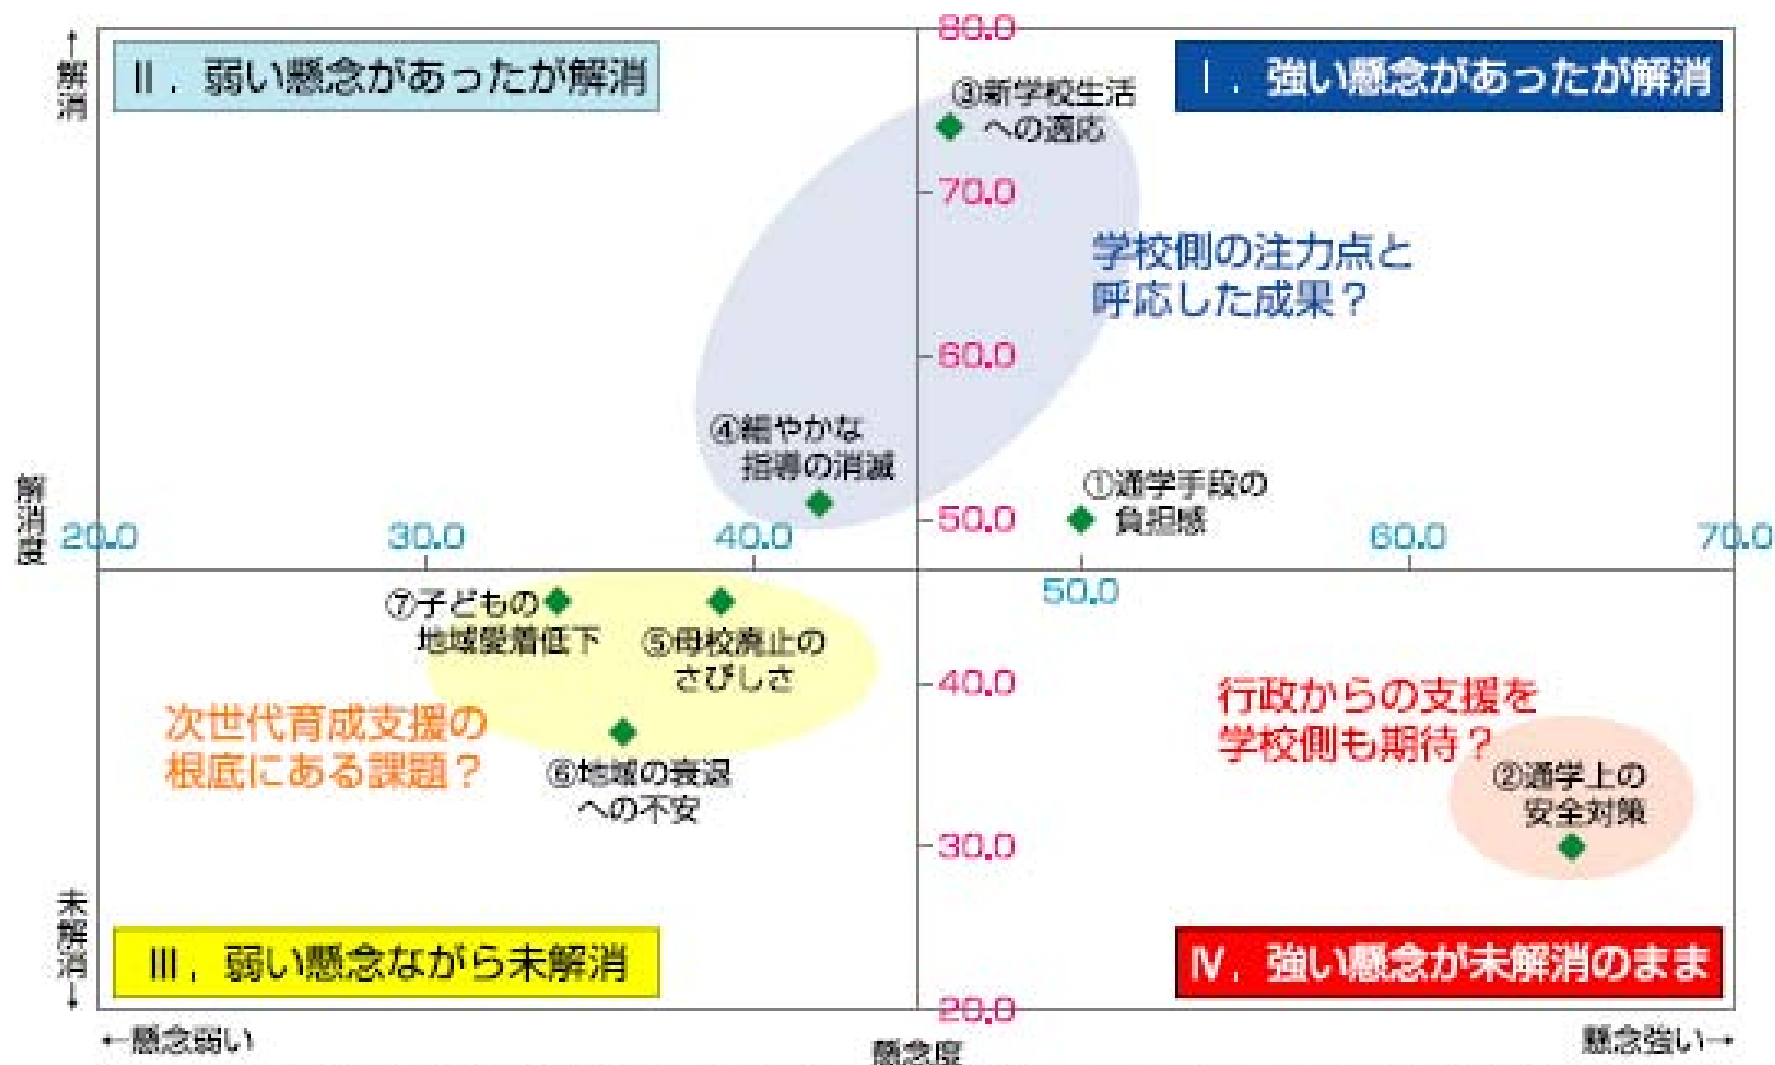 80.0
↑解消
Ⅱ．弱い懸念があったが解消
③新学校生活
への適応
Ⅰ．強い懸念があったが解消
70.0
学校側の注力点と
呼応した成果？
60.0
④細やかな
指導の消滅
①通学手段の
負担感
解消度
50.0
20.0
30.0
40.0
60.0
70.0
50.0
⑦子どもの
地域愛着低下
⑤母校廃止の
さびしさ
40.0
行政からの支援を
学校側も期待？
次世代育成支援の
根底にある課題？
⑥地域の衰退
への不安
②通学上の
安全対策
30.0
未解消↓
Ⅲ．弱い懸念ながら未解消
Ⅳ．強い懸念が未解消のまま
20.0
←懸念弱い
懸念度
懸念強い→